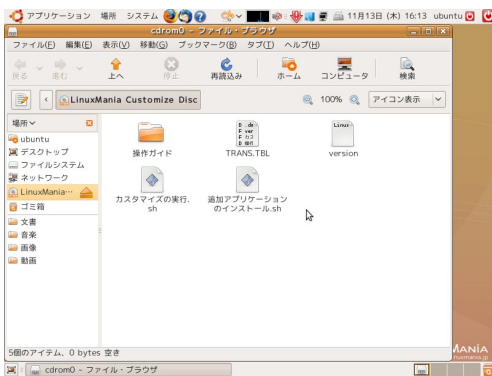 アプリケーション 場所 システム 11月13日 (木) 16:13 ubuntu
cdrom0 - ファイル・ブラウザ
ファイル(F) 編集(E) 表示(V) 移動(G) ブックマーク(B) タブ(T) ヘルプ(H)
戻る 進む 上へ 停止 再読込み ホーム コンピュータ 検索
LinuxMania Customize Disc 100% アイコン表示
場所
ubuntu
デスクトップ
ファイルシステム
ネットワーク
LinuxMania…
ゴミ箱
文書
音楽
画像
動画
操作ガイド
TRANS.TBL
Linux
version
カスタマイズの実行.
sh
追加アプリケーション
のインストール.sh
5個のアイテム、0 bytes 空き
cdrom0 - ファイル・ブラウザ